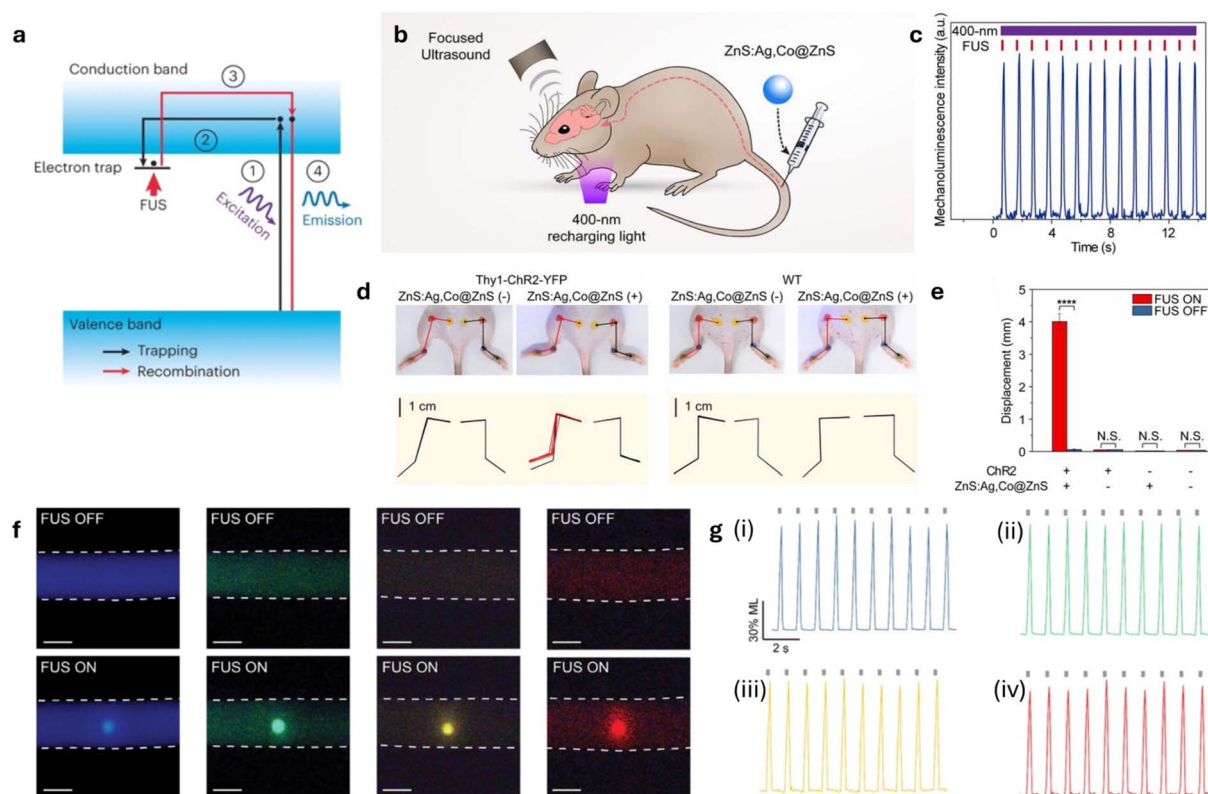 a
Conduction band
3
2
Electron trap
FUS
1
Excitation
4
Emission
Valence band
Trapping
Recombination
b
Focused
Ultrasound
ZnS:Ag,Co@ZnS
400-nm
recharging light
c
400-nm
FUS
Mechanoluminescence intensity (a.u.)
0 4 8 12
Time (s)
d
Thy1-ChR2-YFP WT
ZnS:Ag,Co@ZnS (-) ZnS:Ag,Co@ZnS (+) ZnS:Ag,Co@ZnS (-) ZnS:Ag,Co@ZnS (+)
1 cm 1 cm
e
FUS ON
FUS OFF
****
N.S. N.S. N.S.
Displacement (mm)
5
4
3
2
1
0
ChR2 + + - -
ZnS:Ag,Co@ZnS + - + -
f
FUS OFF FUS OFF FUS OFF FUS OFF
FUS ON FUS ON FUS ON FUS ON
g
(i) (ii)
30% ML
2 s
(iii) (iv)